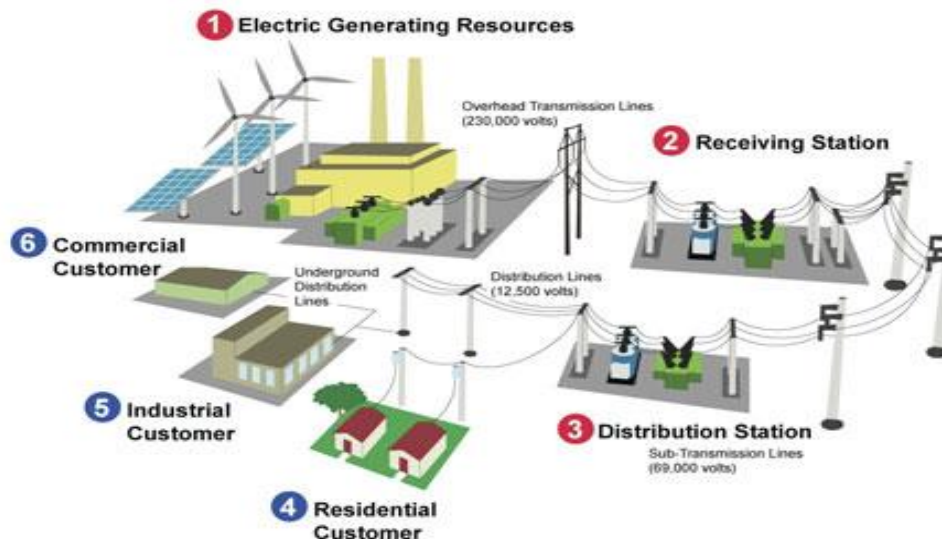 1 Electric Generating Resources
Overhead Transmission Lines
(230,000 volts)
2 Receiving Station
6 Commercial
Customer
Underground
Distribution
Lines
Distribution Lines
(12,500 volts)
5 Industrial
Customer
3 Distribution Station
Sub-Transmission Lines
(69,000 volts)
4 Residential
Customer